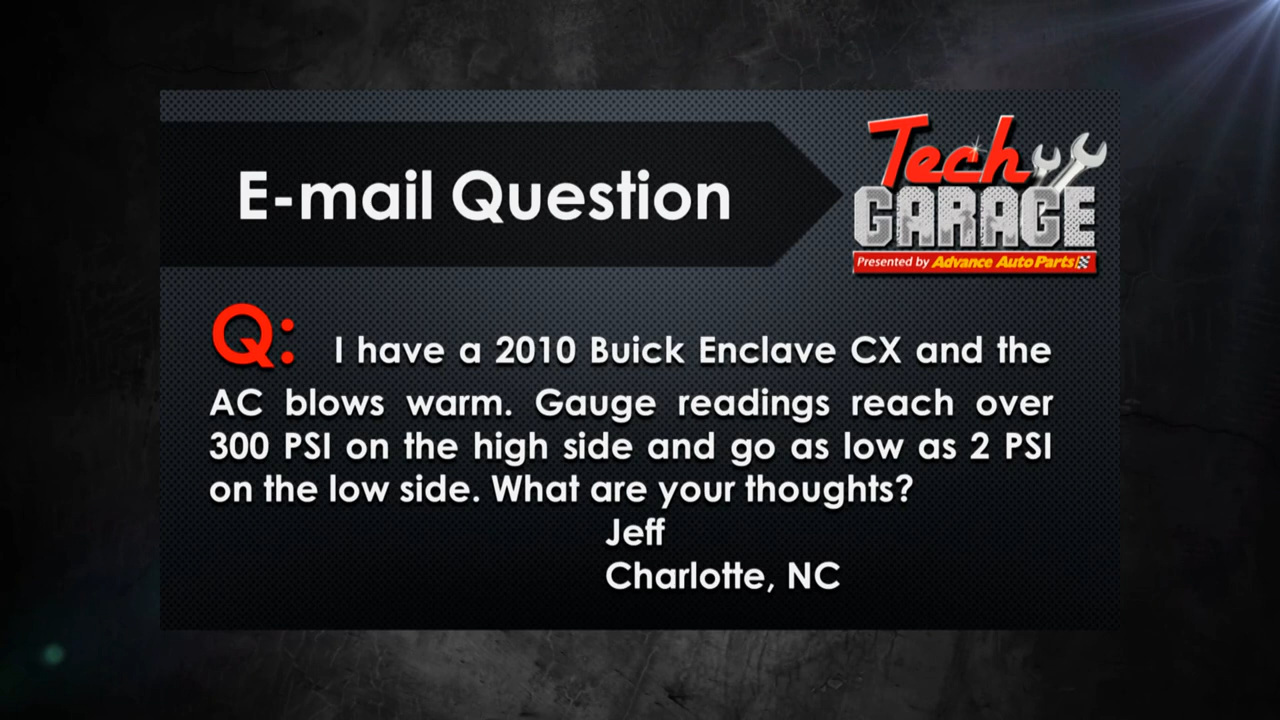 E-mail Question
Tech
GARAGE
Presented by Advance Auto Parts
Q: I have a 2010 Buick Enclave CX and the
AC blows warm. Gauge readings reach over
300 PSI on the high side and go as low as 2 PSI
on the low side. What are your thoughts?
Jeff
Charlotte, NC